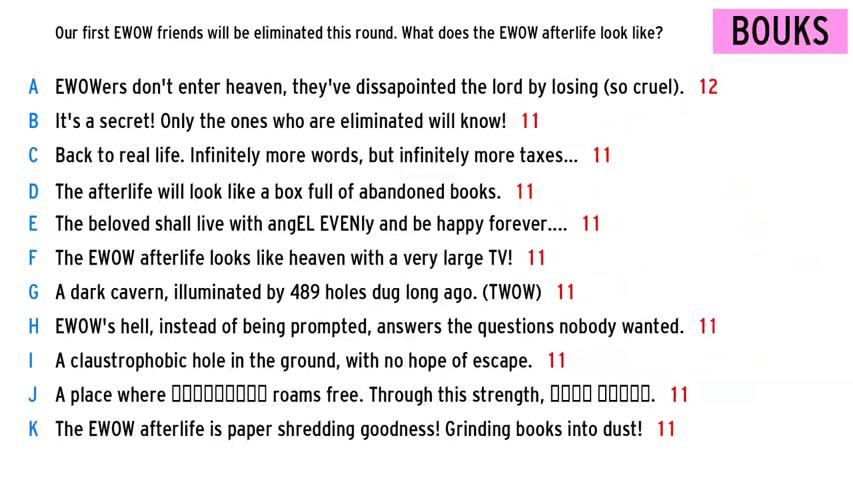 Our first EWOW friends will be eliminated this round. What does the EWOW afterlife look like?
BOUKS
A EWOWers don't enter heaven, they've dissapointed the lord by losing (so cruel). 12
B It's a secret! Only the ones who are eliminated will know! 11
C Back to real life. Infinitely more words, but infinitely more taxes... 11
D The afterlife will look like a box full of abandoned books. 11
E The beloved shall live with angEL EVENly and be happy forever.... 11
F The EWOW afterlife looks like heaven with a very large TV! 11
G A dark cavern, illuminated by 489 holes dug long ago. (TWOW) 11
H EWOW's hell, instead of being prompted, answers the questions nobody wanted. 11
I A claustrophobic hole in the ground, with no hope of escape. 11
J A place where ▯▯▯▯▯▯▯▯▯ roams free. Through this strength, ▯▯▯▯ ▯▯▯▯▯. 11
K The EWOW afterlife is paper shredding goodness! Grinding books into dust! 11